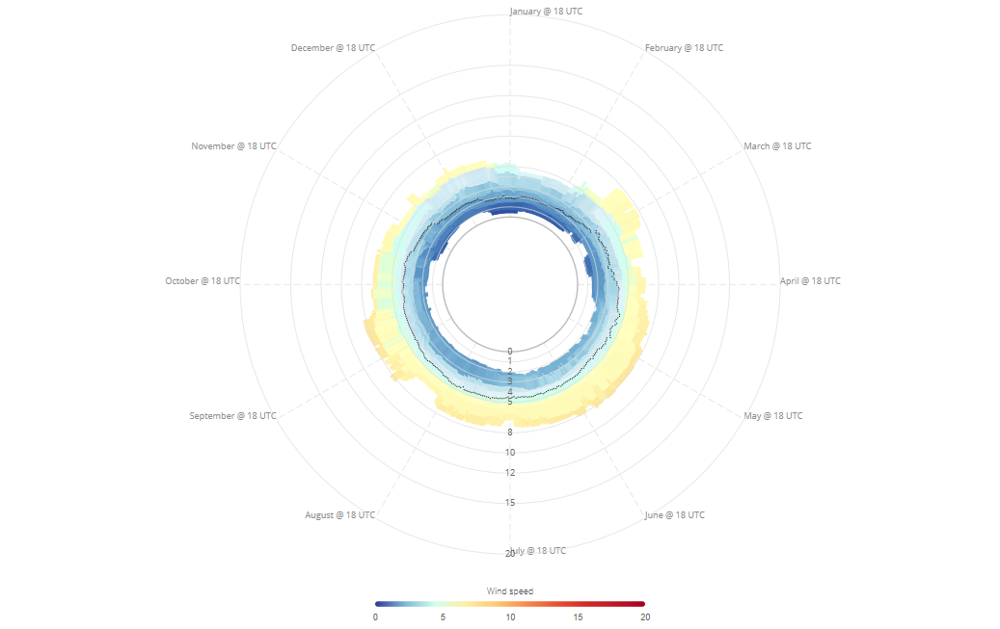 January @ 18 UTC
December @ 18 UTC
February @ 18 UTC
November @ 18 UTC
March @ 18 UTC
October @ 18 UTC
April @ 18 UTC
0
1
2
3
4
5
September @ 18 UTC
May @ 18 UTC
8
10
12
15
August @ 18 UTC
June @ 18 UTC
20
July @ 18 UTC
Wind speed
0 5 10 15 20